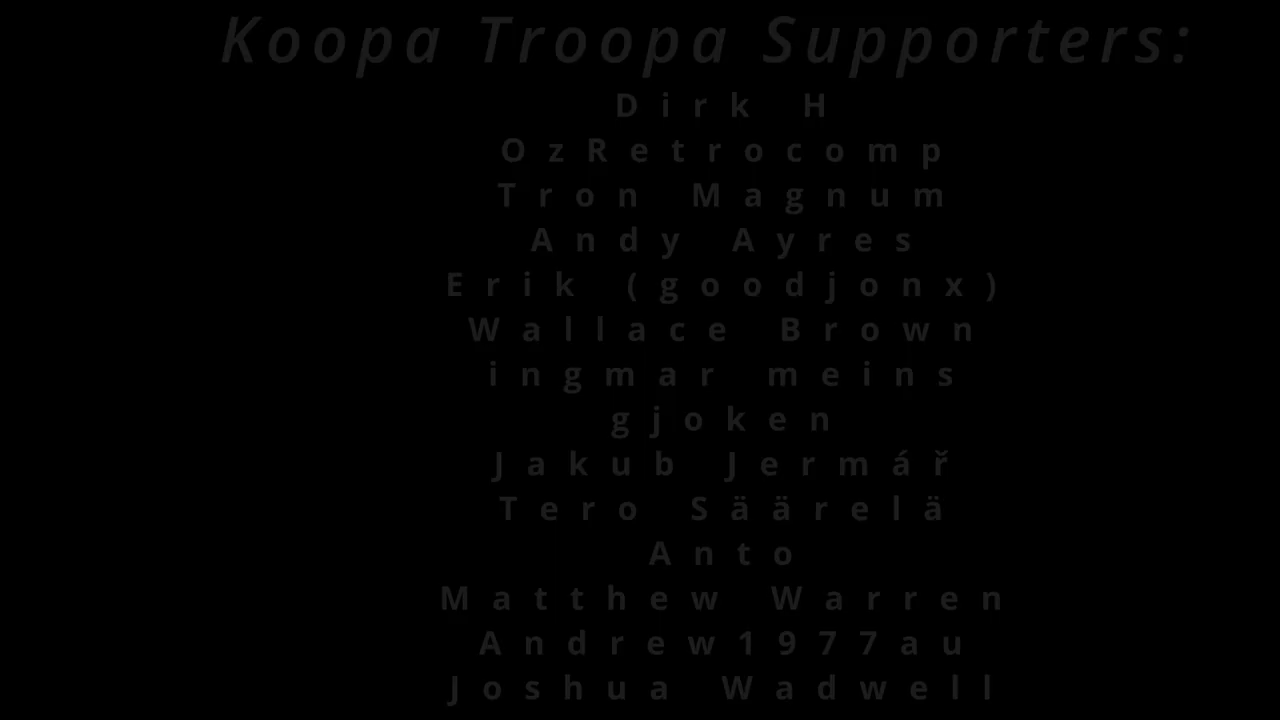 Koopa Troopa Supporters:
Dirk H
OzRetrocomp
Tron Magnum
Andy Ayres
Erik (goodjonx)
Wallace Brown
ingmar meins
gjoken
Jakub Jermář
Tero Säärelä
Anto
Matthew Warren
Andrew1977au
Joshua Wadwell